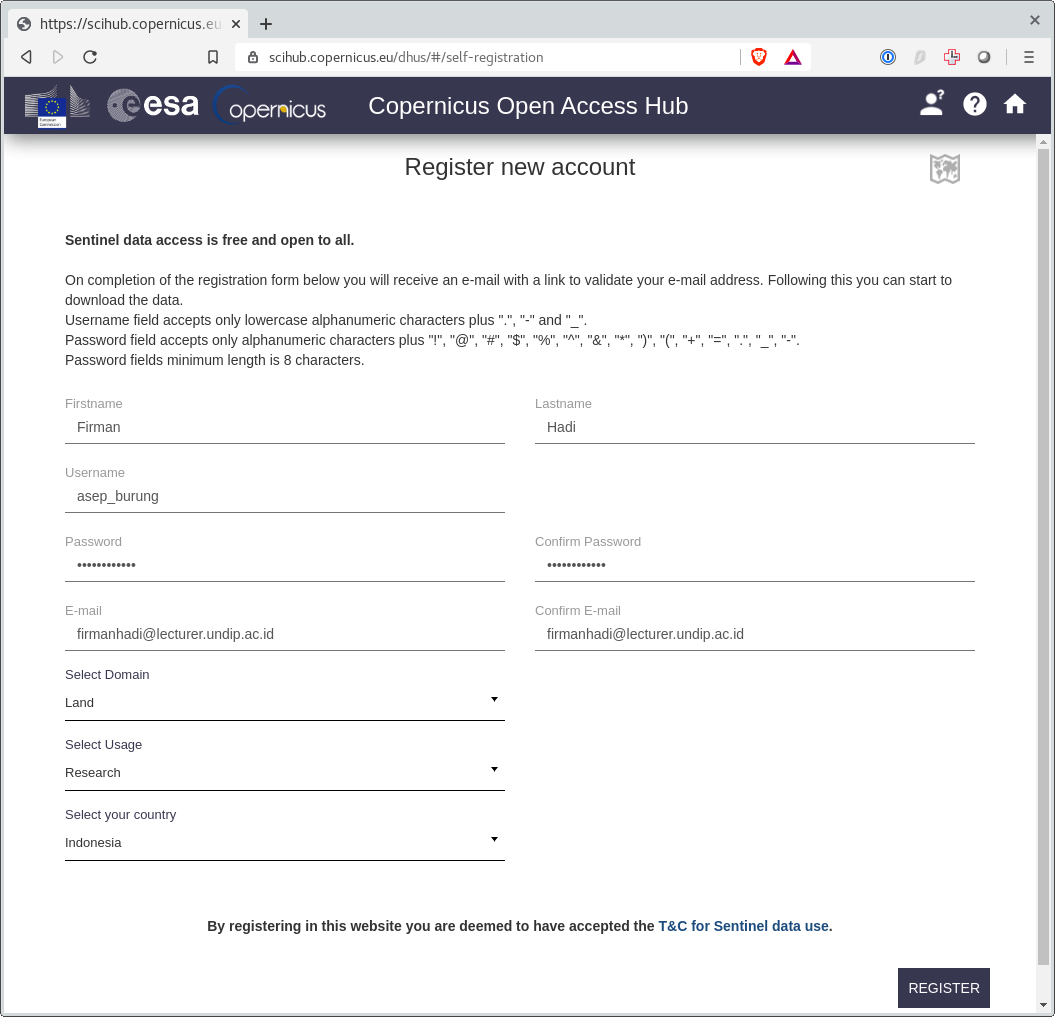 https://scihub.copernicus.eu
scihub.copernicus.eu/dhus/#/self-registration
esa
opernicus
Copernicus Open Access Hub
Register new account
Sentinel data access is free and open to all.
On completion of the registration form below you will receive an e-mail with a link to validate your e-mail address. Following this you can start to
download the data.
Username field accepts only lowercase alphanumeric characters plus ".", "-" and "_".
Password field accepts only alphanumeric characters plus "!", "@", "#", "$", "%", "^", "&", "*", ")", "(", "+", "=", ".", "_", "-".
Password fields minimum length is 8 characters.
Firstname Lastname
Firman Hadi
Username
asep_burung
Password Confirm Password
•••••••••••• ••••••••••••
E-mail Confirm E-mail
firmanhadi@lecturer.undip.ac.id firmanhadi@lecturer.undip.ac.id
Select Domain
Land
Select Usage
Research
Select your country
Indonesia
By registering in this website you are deemed to have accepted the T&C for Sentinel data use.
REGISTER